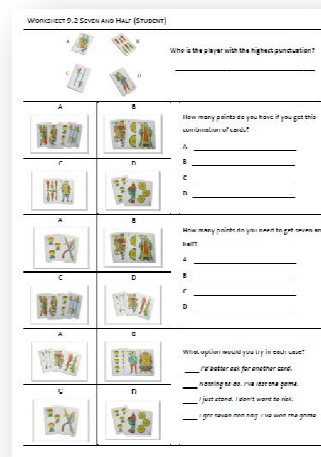 WORKSHEET 9.2 SEVEN AND HALF (STUDENT)
A
B
Who is the player with the highest punctuation?
C
D
A
B
How many points do you have if you get this
combination of cards?
A
B
C
D
C
D
A
B
How many points do you need to get seven an
half?
A
B
C
D
C
D
A
B
What option would you try in each case?
I'd better ask for another card.
Nothing to do. I've lost the game.
I just stand. I don't want to risk.
I got seven and half. I've won the game
C
D